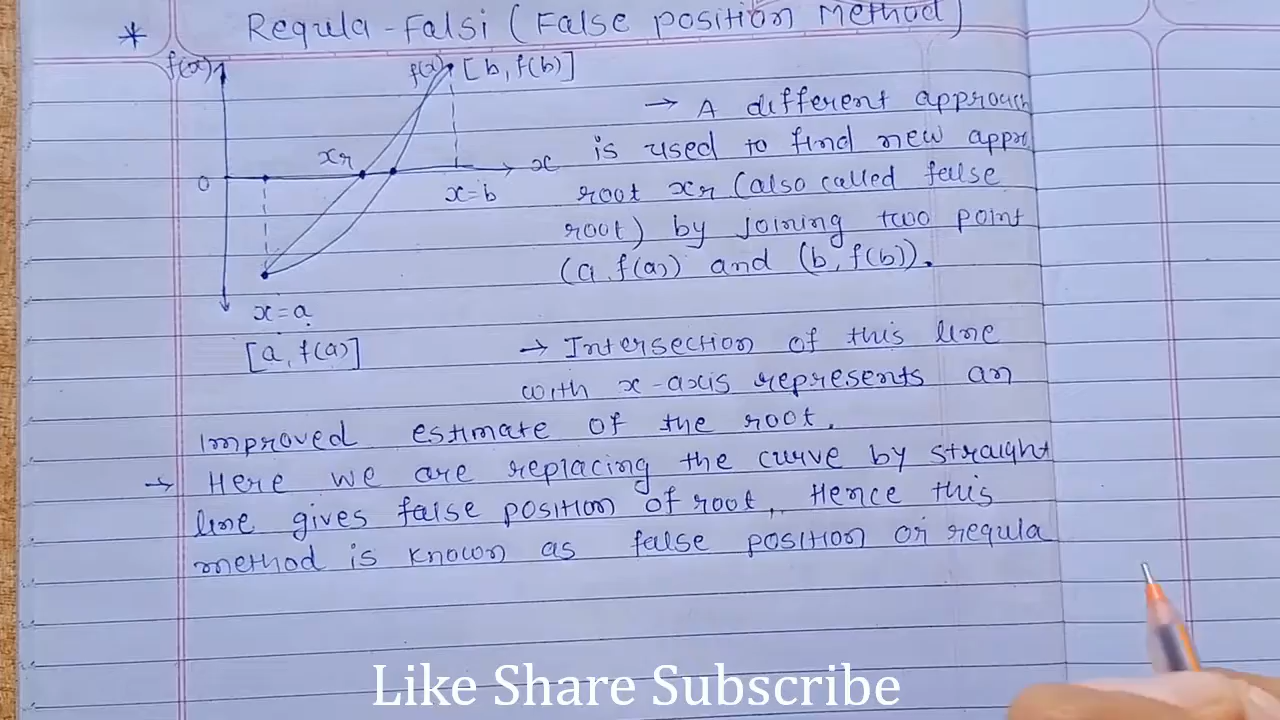 * Regula-Falsi (False position Method)
f(x)
f(x) [b, f(b)]
→ A different approach
xr
x
is used to find new appro
0
x=b
root xr (also called false
root) by joining two point
(a, f(a)) and (b, f(b)).
x=a
[a, f(a)]
→ Intersection of this line
with x-axis represents an
improved estimate of the root.
→ Here we are replacing the curve by straight
line gives false position of root, Hence this
method is known as false position or regula
Like Share Subscribe